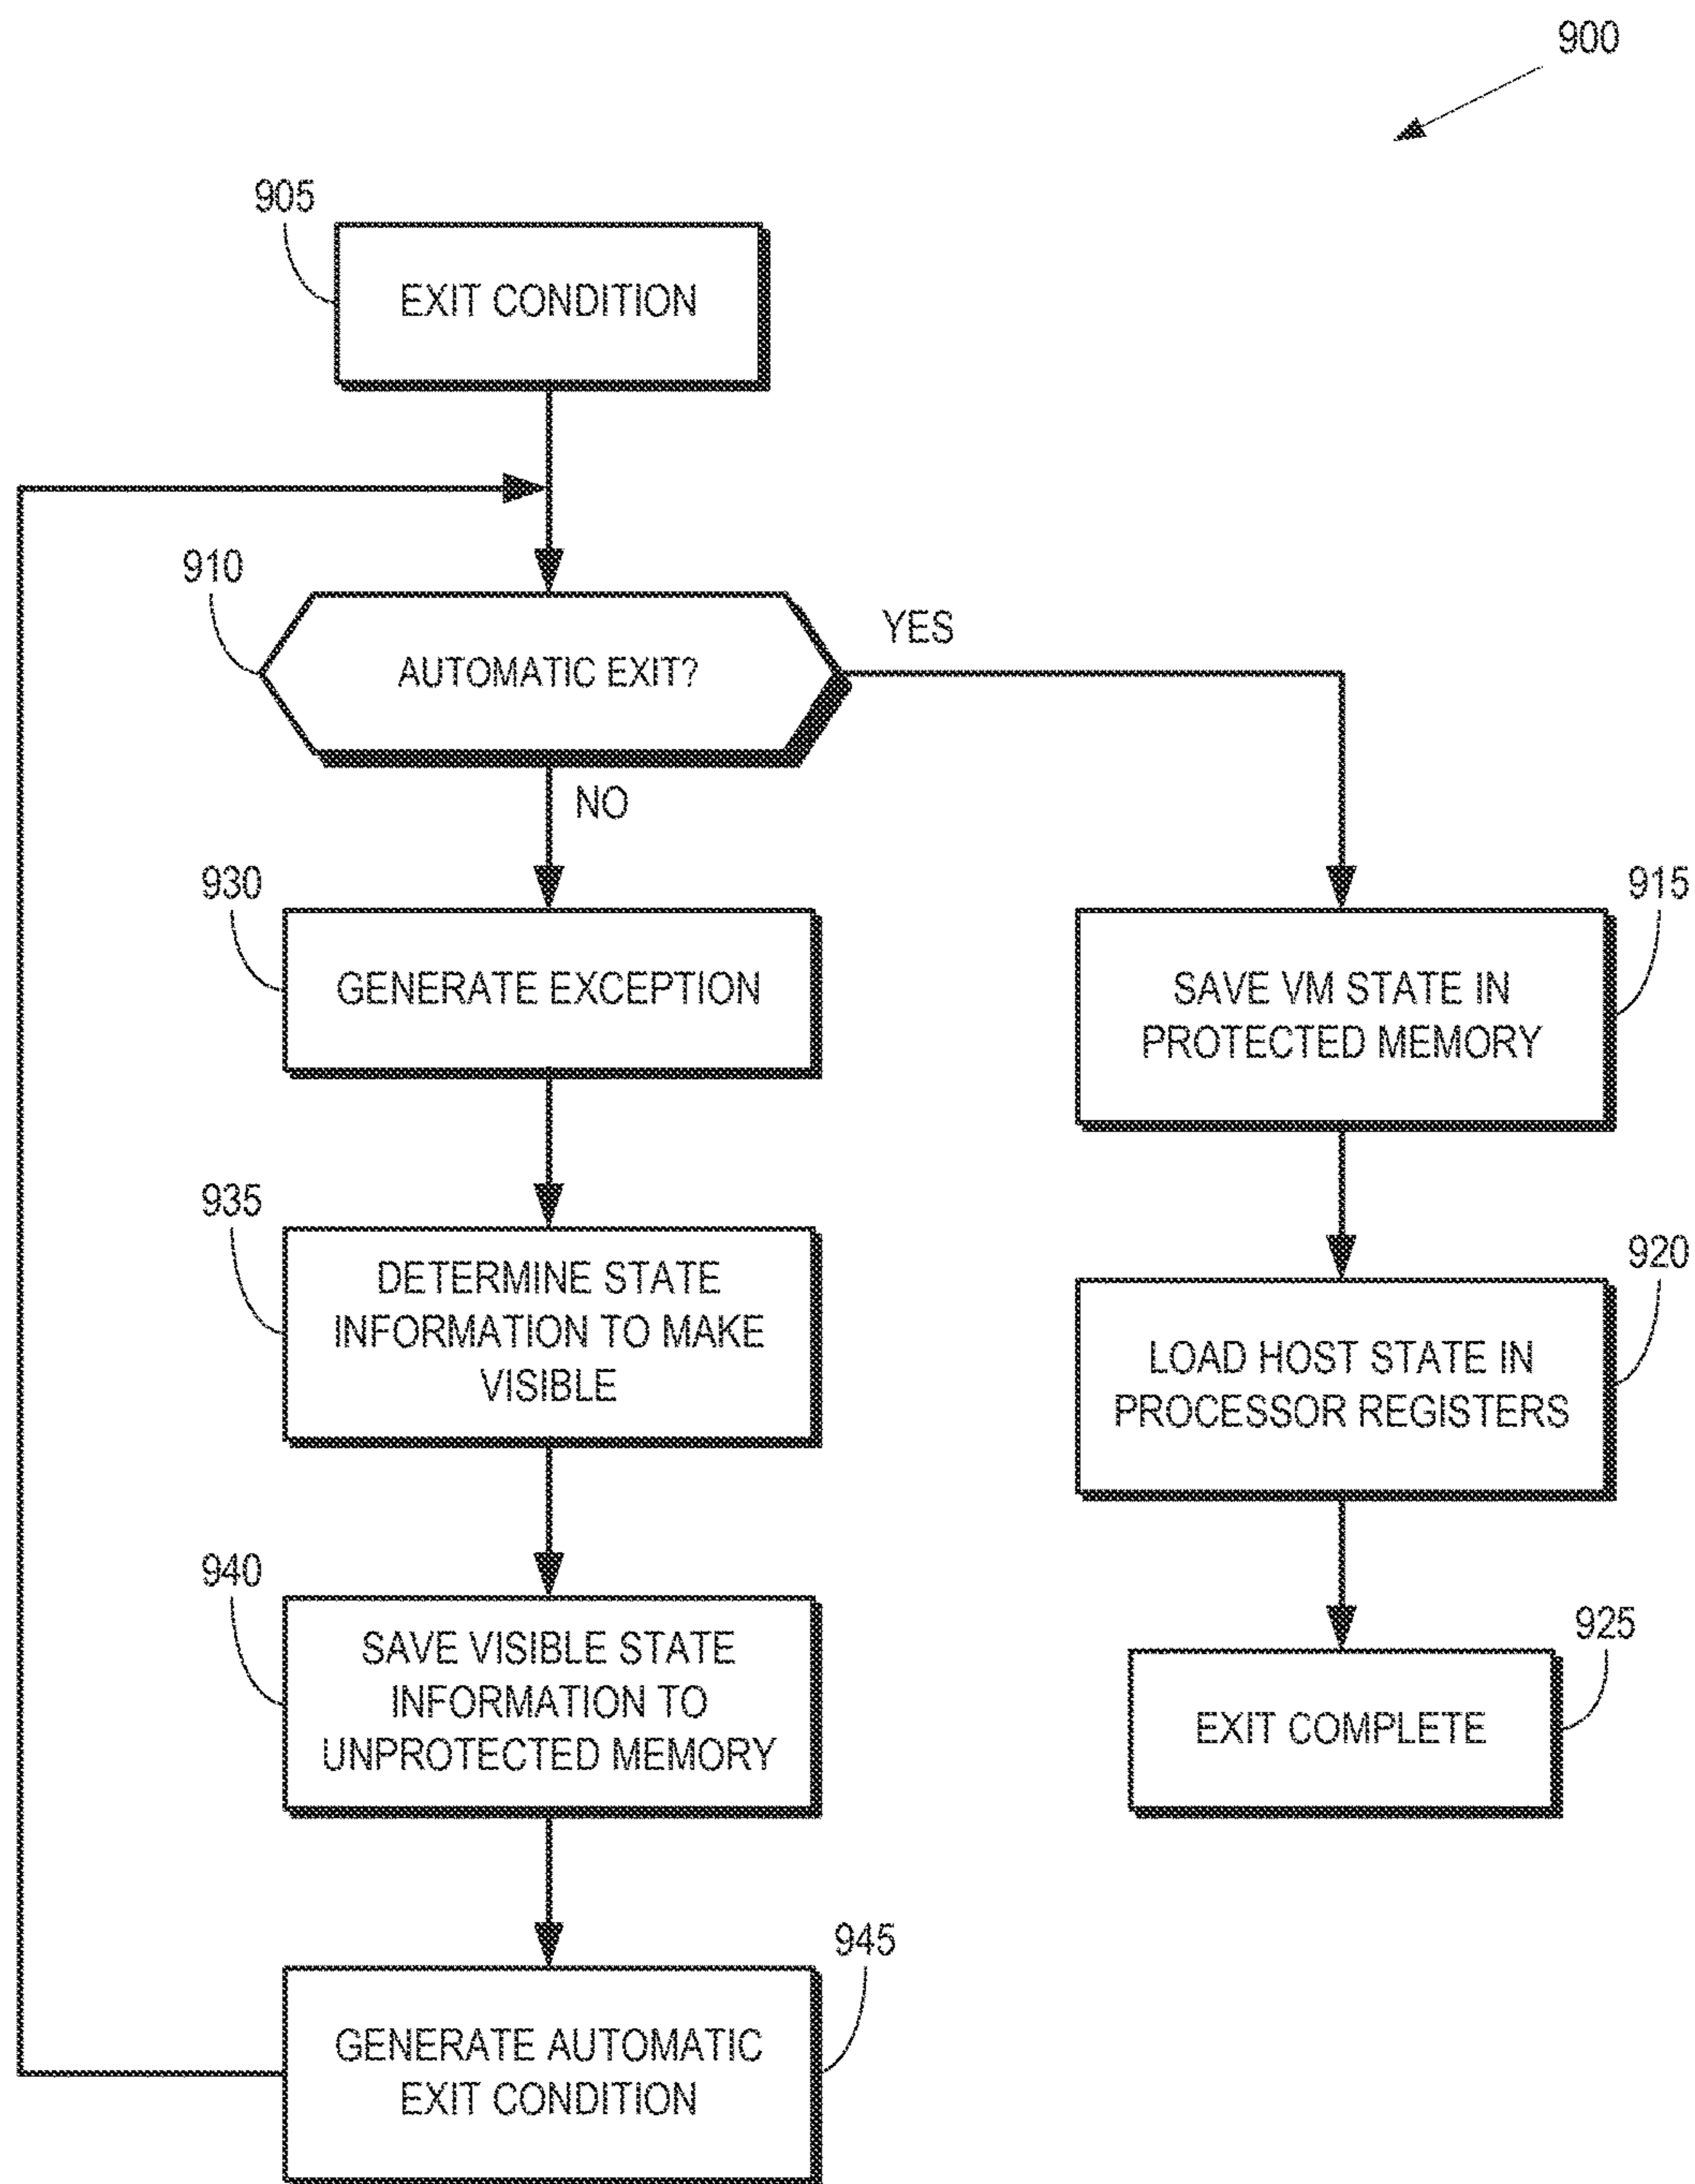 900
905
EXIT CONDITION
910
AUTOMATIC EXIT?
YES
NO
930
GENERATE EXCEPTION
915
SAVE VM STATE IN
PROTECTED MEMORY
935
DETERMINE STATE
INFORMATION TO MAKE
VISIBLE
920
LOAD HOST STATE IN
PROCESSOR REGISTERS
940
SAVE VISIBLE STATE
INFORMATION TO
UNPROTECTED MEMORY
925
EXIT COMPLETE
945
GENERATE AUTOMATIC
EXIT CONDITION